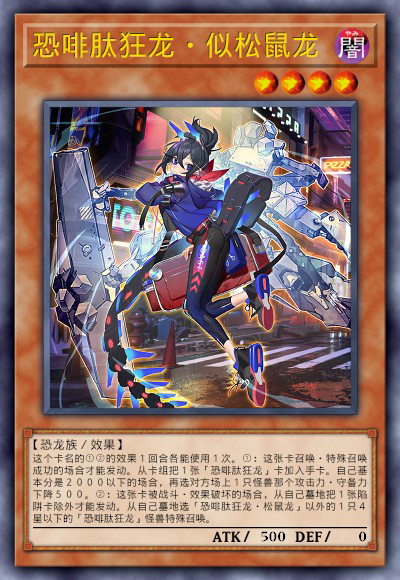 恐啡肽狂龙・似松鼠龙
やみ
闇
PIZZA
【恐龙族／效果】
这个卡名的①②的效果1回合各能使用1次。①：这张卡召唤・特殊召唤
成功的场合才能发动。从卡组把1张「恐啡肽狂龙」卡加入手卡。自己基
本分是2000以下的场合，再选对方场上1只怪兽那个攻击力・守备力
下降500。②：这张卡被战斗・效果破坏的场合，从自己墓地把1张陷
阱卡除外才能发动。从自己墓地选「恐啡肽狂龙・松鼠龙」以外的1只4
星以下的「恐啡肽狂龙」怪兽特殊召唤。
ATK/ 500 DEF/ 0